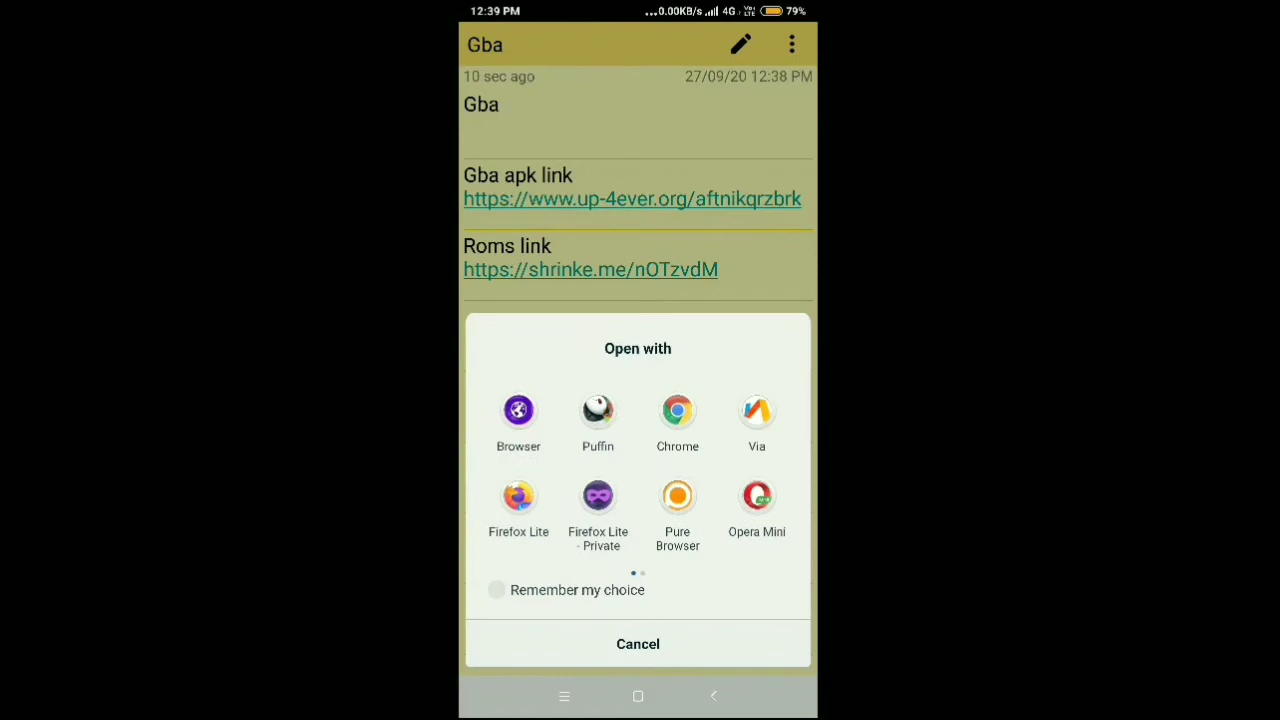 12:39 PM ...0.00KB/s 4G VoLTE 79%
Gba
10 sec ago 27/09/20 12:38 PM
Gba
Gba apk link
https://www.up-4ever.org/aftnikqrzbrk
Roms link
https://shrinke.me/nOTzvdM
Open with
Browser Puffin Chrome Via
Firefox Lite Firefox Lite Pure Opera Mini
- Private Browser
Remember my choice
Cancel